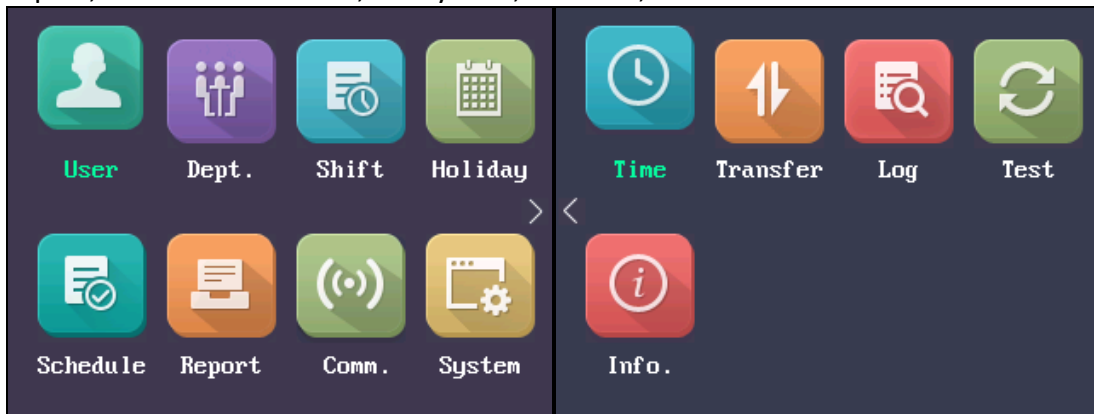 User Dept. Shift Holiday
Time Transfer Log Test
Schedule Report Comm. System
Info.